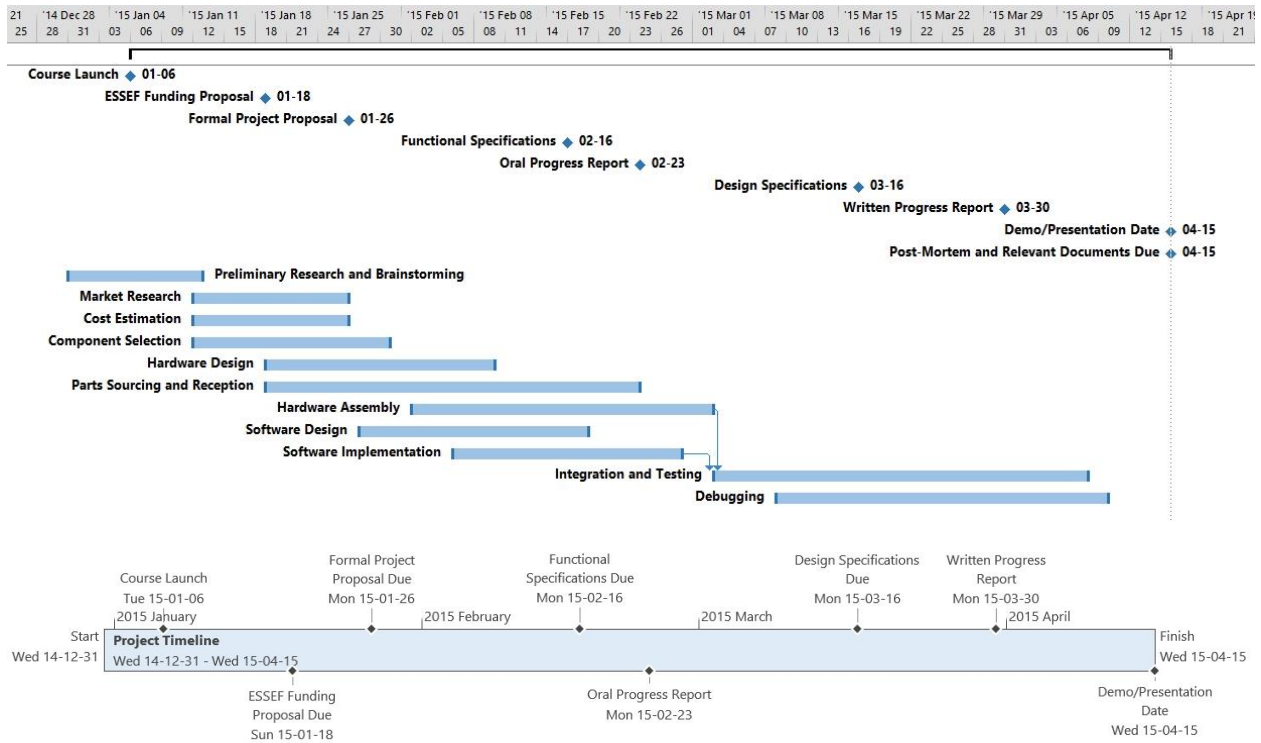 21 '14 Dec 28 '15 Jan 04 '15 Jan 11 '15 Jan 18 '15 Jan 25 '15 Feb 01 '15 Feb 08 '15 Feb 15 '15 Feb 22 '15 Mar 01 '15 Mar 08 '15 Mar 15 '15 Mar 22 '15 Mar 29 '15 Apr 05 '15 Apr 12 '15 Apr 19
25 28 31 03 06 09 12 15 18 21 24 27 30 02 05 08 11 14 17 20 23 26 01 04 07 10 13 16 19 22 25 28 31 03 06 09 12 15 18 21
Course Launch 01-06
ESSEF Funding Proposal 01-18
Formal Project Proposal 01-26
Functional Specifications 02-16
Oral Progress Report 02-23
Design Specifications 03-16
Written Progress Report 03-30
Demo/Presentation Date 04-15
Post-Mortem and Relevant Documents Due 04-15
Preliminary Research and Brainstorming
Market Research
Cost Estimation
Component Selection
Hardware Design
Parts Sourcing and Reception
Hardware Assembly
Software Design
Software Implementation
Integration and Testing
Debugging
Course Launch
Tue 15-01-06
Formal Project
Proposal Due
Mon 15-01-26
Functional
Specifications Due
Mon 15-02-16
Design Specifications
Due
Mon 15-03-16
Written Progress
Report
Mon 15-03-30
2015 January 2015 February 2015 March 2015 April
Start
Wed 14-12-31
Project Timeline
Wed 14-12-31 - Wed 15-04-15
Finish
Wed 15-04-15
ESSEF Funding
Proposal Due
Sun 15-01-18
Oral Progress Report
Mon 15-02-23
Demo/Presentation
Date
Wed 15-04-15